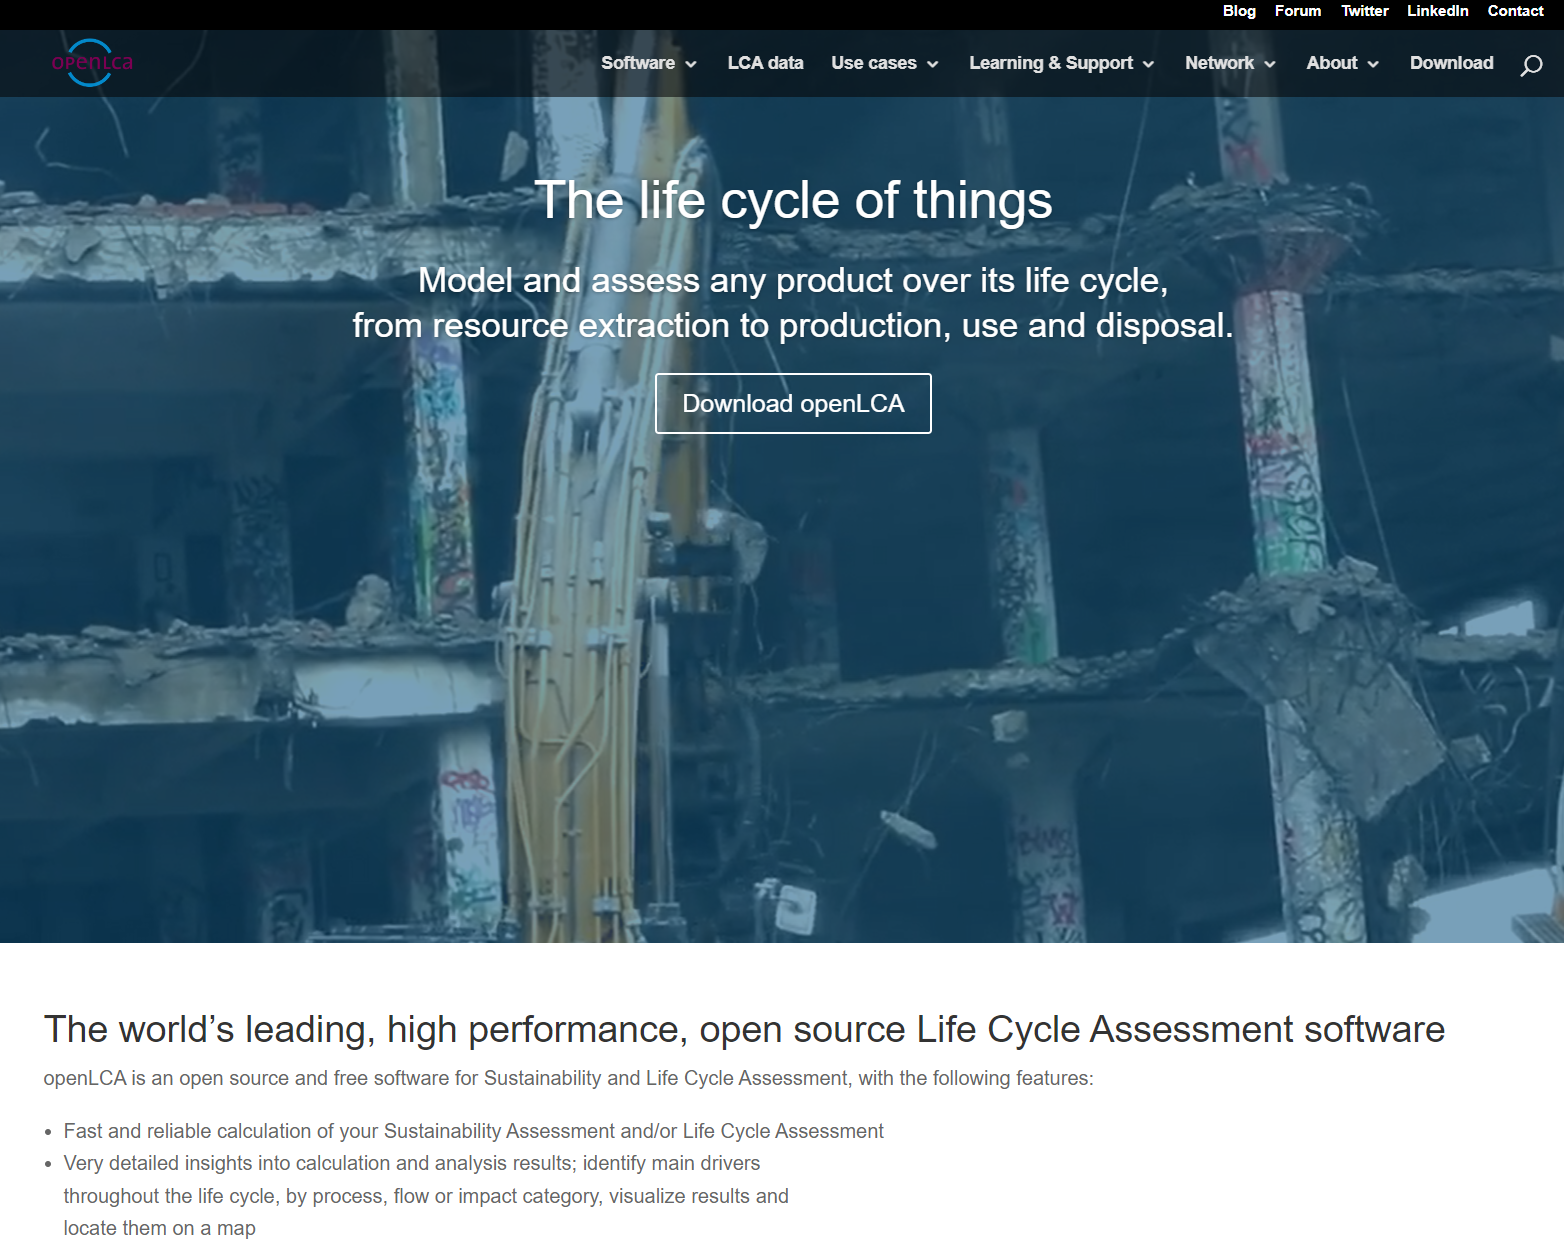 Blog Forum Twitter LinkedIn Contact
openLca
Software LCA data Use cases Learning & Support Network About Download
The life cycle of things
Model and assess any product over its life cycle,
from resource extraction to production, use and disposal.
Download openLCA
The world’s leading, high performance, open source Life Cycle Assessment software
openLCA is an open source and free software for Sustainability and Life Cycle Assessment, with the following features:
• Fast and reliable calculation of your Sustainability Assessment and/or Life Cycle Assessment
• Very detailed insights into calculation and analysis results; identify main drivers
throughout the life cycle, by process, flow or impact category, visualize results and
locate them on a map